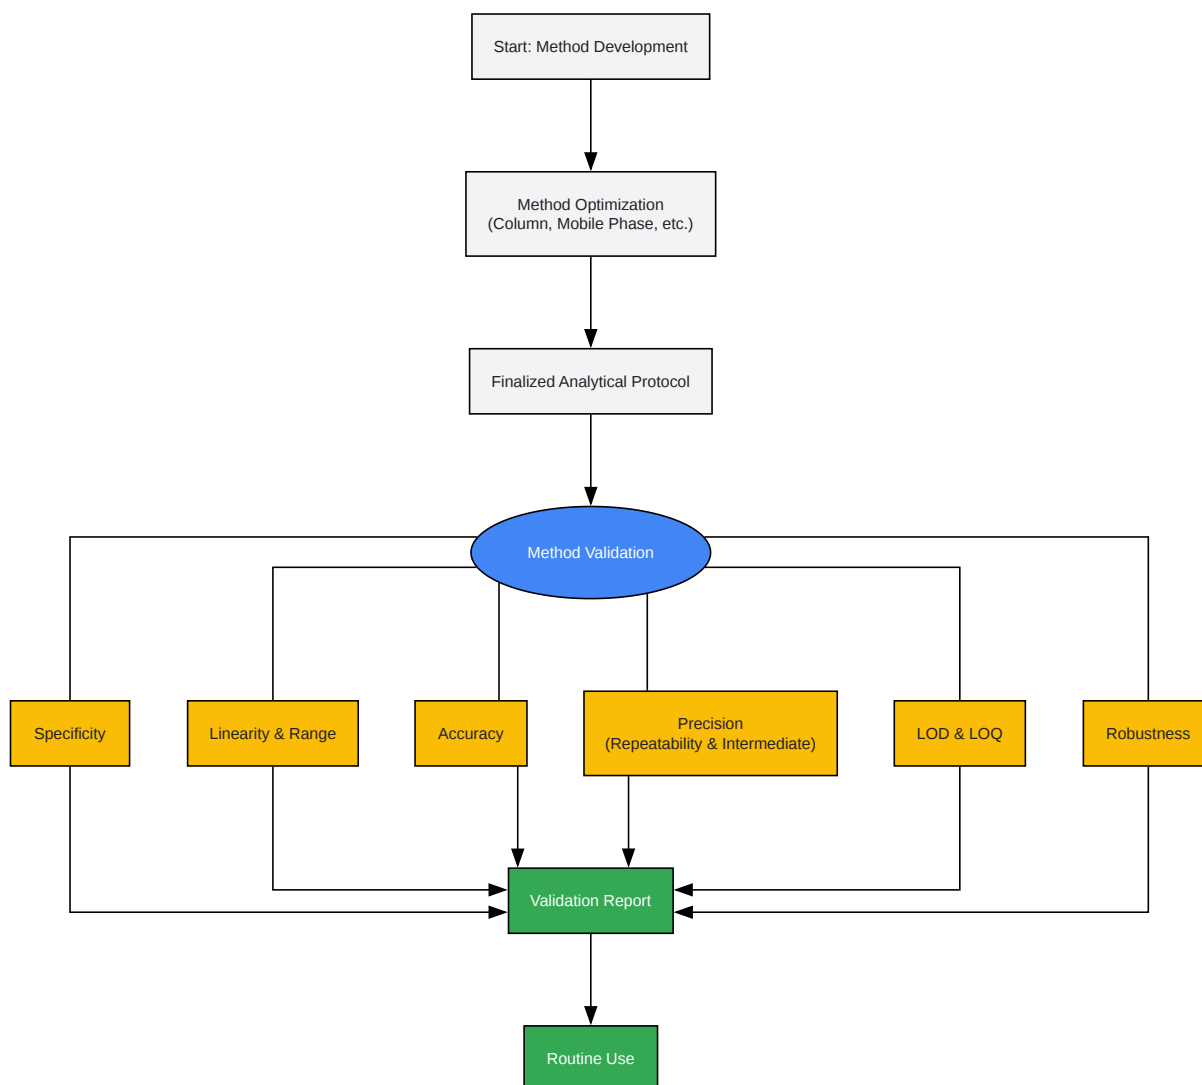 Start: Method Development
Method Optimization
(Column, Mobile Phase, etc.)
Finalized Analytical Protocol
Method Validation
Specificity
Linearity & Range
Accuracy
Precision
(Repeatability & Intermediate)
LOD & LOQ
Robustness
Validation Report
Routine Use